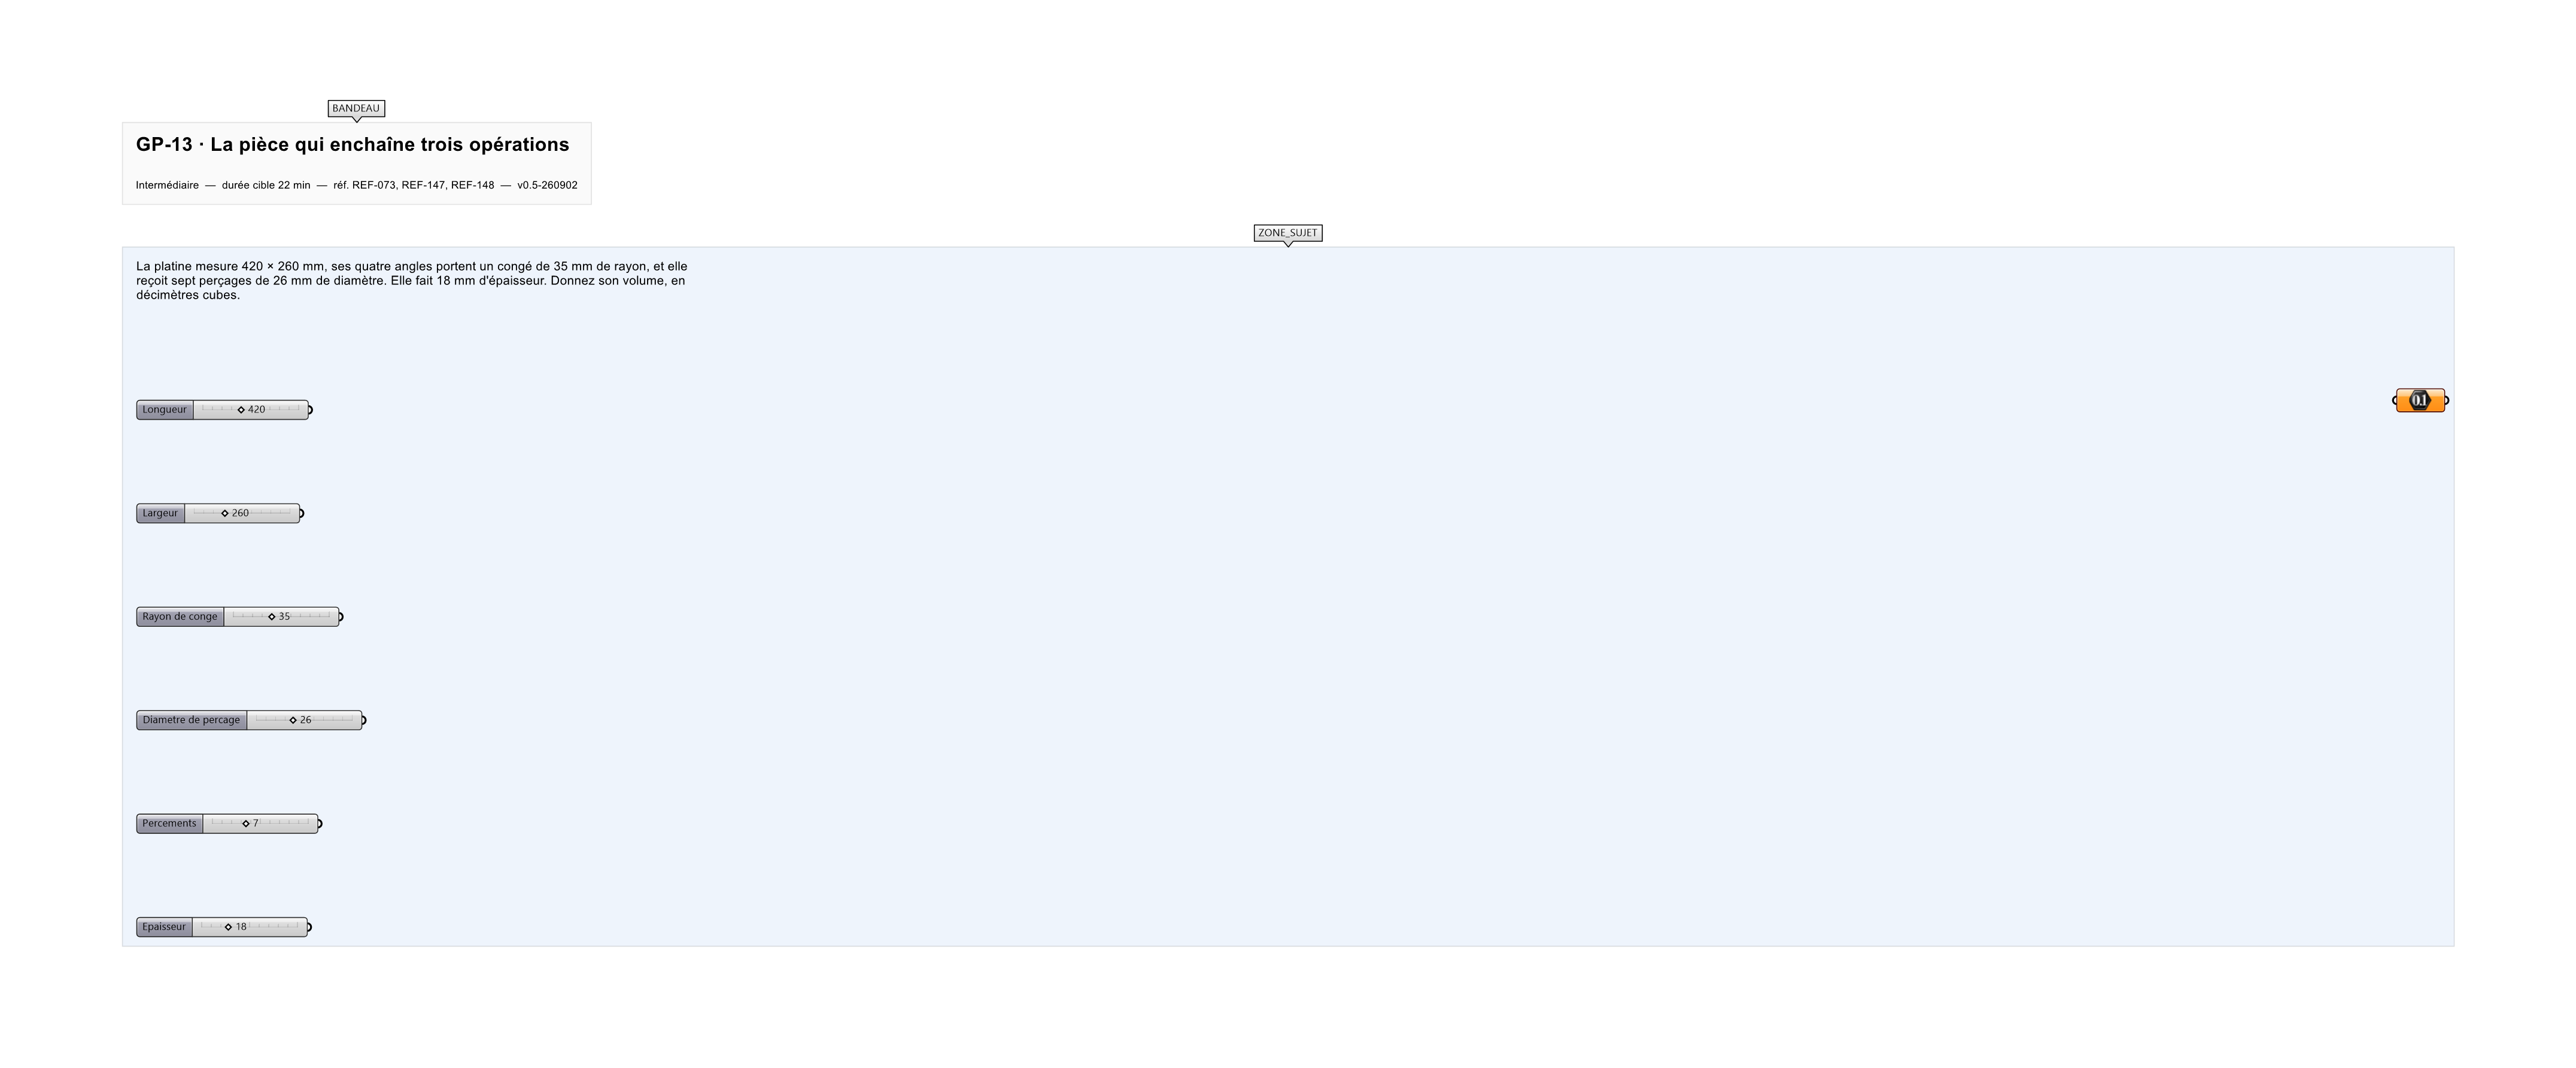 BANDEAU
GP-13 · La pièce qui enchaîne trois opérations
Intermédiaire — durée cible 22 min — réf. REF-073, REF-147, REF-148 — v0.5-260902
ZONE_SUJET
La platine mesure 420 × 260 mm, ses quatre angles portent un congé de 35 mm de rayon, et elle
reçoit sept perçages de 26 mm de diamètre. Elle fait 18 mm d'épaisseur. Donnez son volume, en
décimètres cubes.
Longueur 420
0.1
Largeur 260
Rayon de conge 35
Diametre de percage 26
Percements 7
Epaisseur 18